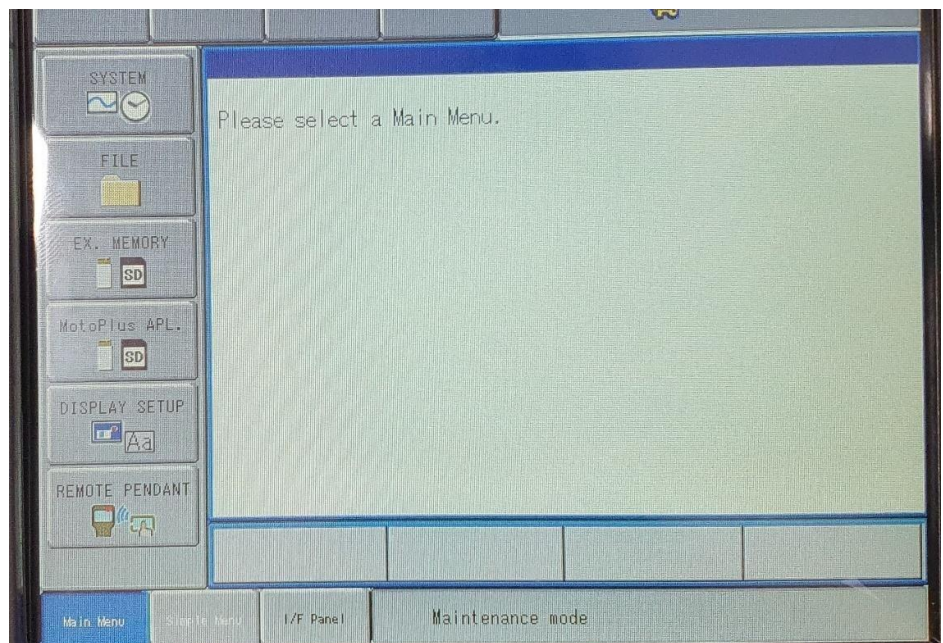 SYSTEM
Please select a Main Menu.
FILE
EX. MEMORY
SD
MotoPlus APL.
SD
DISPLAY SETUP
Aa
REMOTE PENDANT
Main Menu
Simple Menu
I/F Panel
Maintenance mode